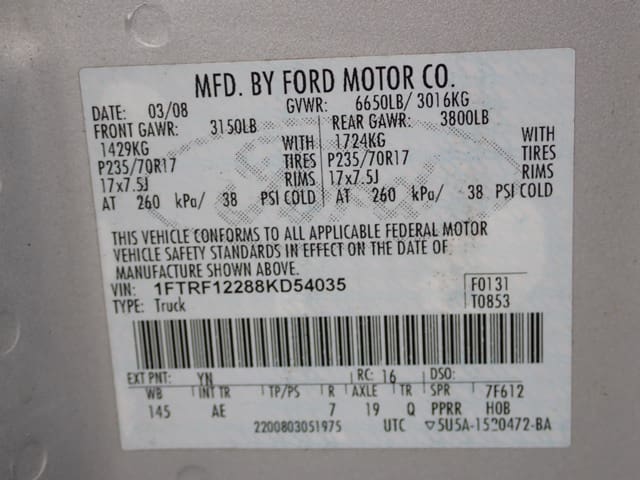 MFD. BY FORD MOTOR CO.
DATE: 03/08 GVWR: 6650LB/ 3016KG
FRONT GAWR: 3150LB REAR GAWR: 3800LB
1429KG WITH 1724KG WITH
P235/70R17 TIRES P235/70R17 TIRES
17x7.5J RIMS 17x7.5J RIMS
AT 260 kPa/ 38 PSI COLD AT 260 kPa/ 38 PSI COLD
THIS VEHICLE CONFORMS TO ALL APPLICABLE FEDERAL MOTOR
VEHICLE SAFETY STANDARDS IN EFFECT ON THE DATE OF
MANUFACTURE SHOWN ABOVE.
VIN: 1FTRF12288KD54035 F0131
TYPE: Truck T0853
EXT PNT: YN RC: 16 DSO:
WB INT TR TP/PS R AXLE TR SPR 7F612
145 AE 7 19 Q PPRR H0B
2200803051975 UTC ▽5U5A-1520472-BA
Ford